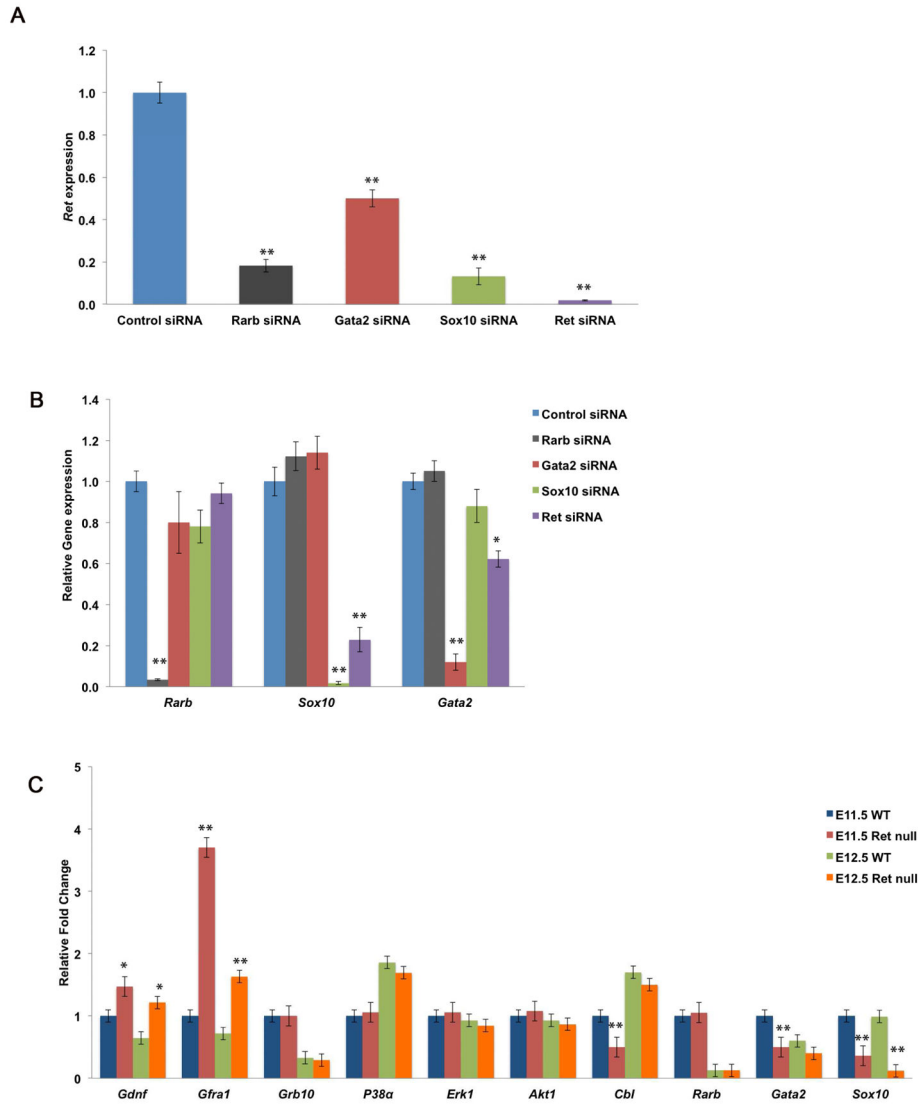 A
1.2
1.0
0.8
0.6
0.4
0.2
0.0
Ret expression
**
**
**
**
Control siRNA Rarb siRNA Gata2 siRNA Sox10 siRNA Ret siRNA
B
1.4
1.2
1.0
0.8
0.6
0.4
0.2
0.0
Relative Gene expression
**
**
**
**
*
Rarb Sox10 Gata2
Control siRNA
Rarb siRNA
Gata2 siRNA
Sox10 siRNA
Ret siRNA
C
5
4
3
2
1
0
Relative Fold Change
*
*
**
**
**
**
**
**
Gdnf Gfra1 Grb10 P38α Erk1 Akt1 Cbl Rarb Gata2 Sox10
E11.5 WT
E11.5 Ret null
E12.5 WT
E12.5 Ret null